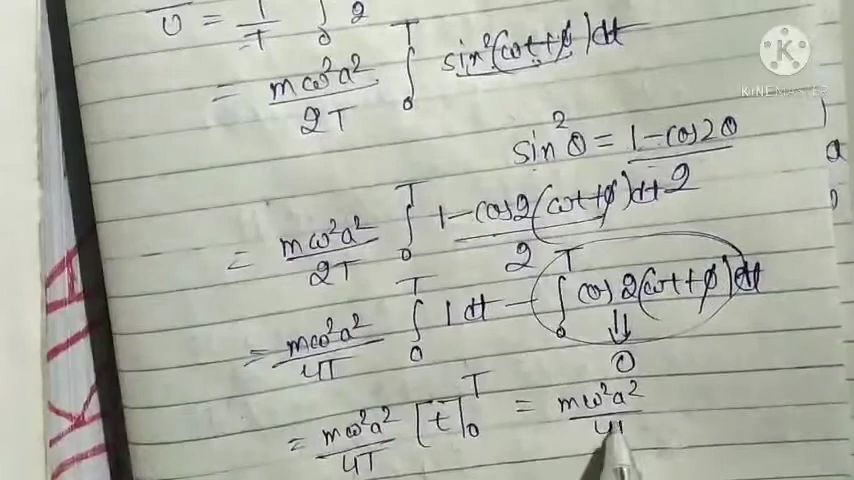 U = 1/T ∫₀ 2
= mω²a²/2T ∫₀ᵀ sin²(ωt+φ)dt
KINEMASTER
sin²θ = 1-cos2θ/2
= mω²a²/2T ∫₀ᵀ 1-cos2(ωt+φ)dt/2
= mω²a²/4T ∫₀ᵀ 1dt - ∫₀ᵀ cos2(ωt+φ)dt
⇓
0
= mω²a²/4T [t]₀ᵀ = mω²a²/4